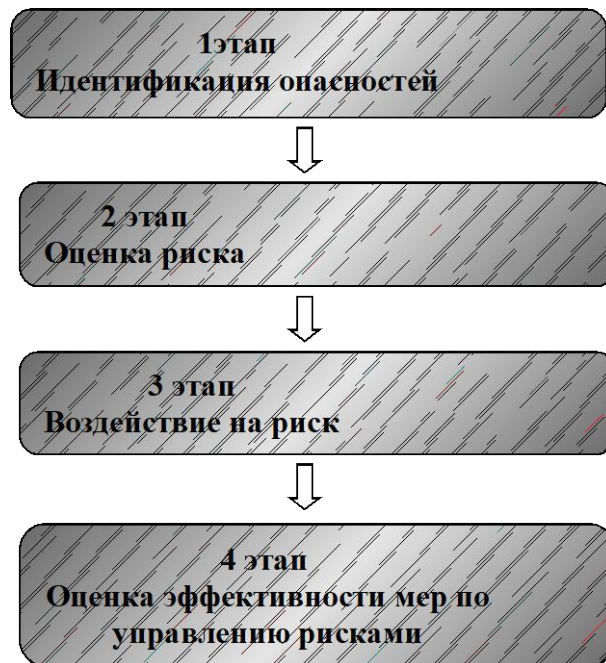 1этап
Идентификация опасностей
2 этап
Оценка риска
3 этап
Воздействие на риск
4 этап
Оценка эффективности мер по
управлению рисками